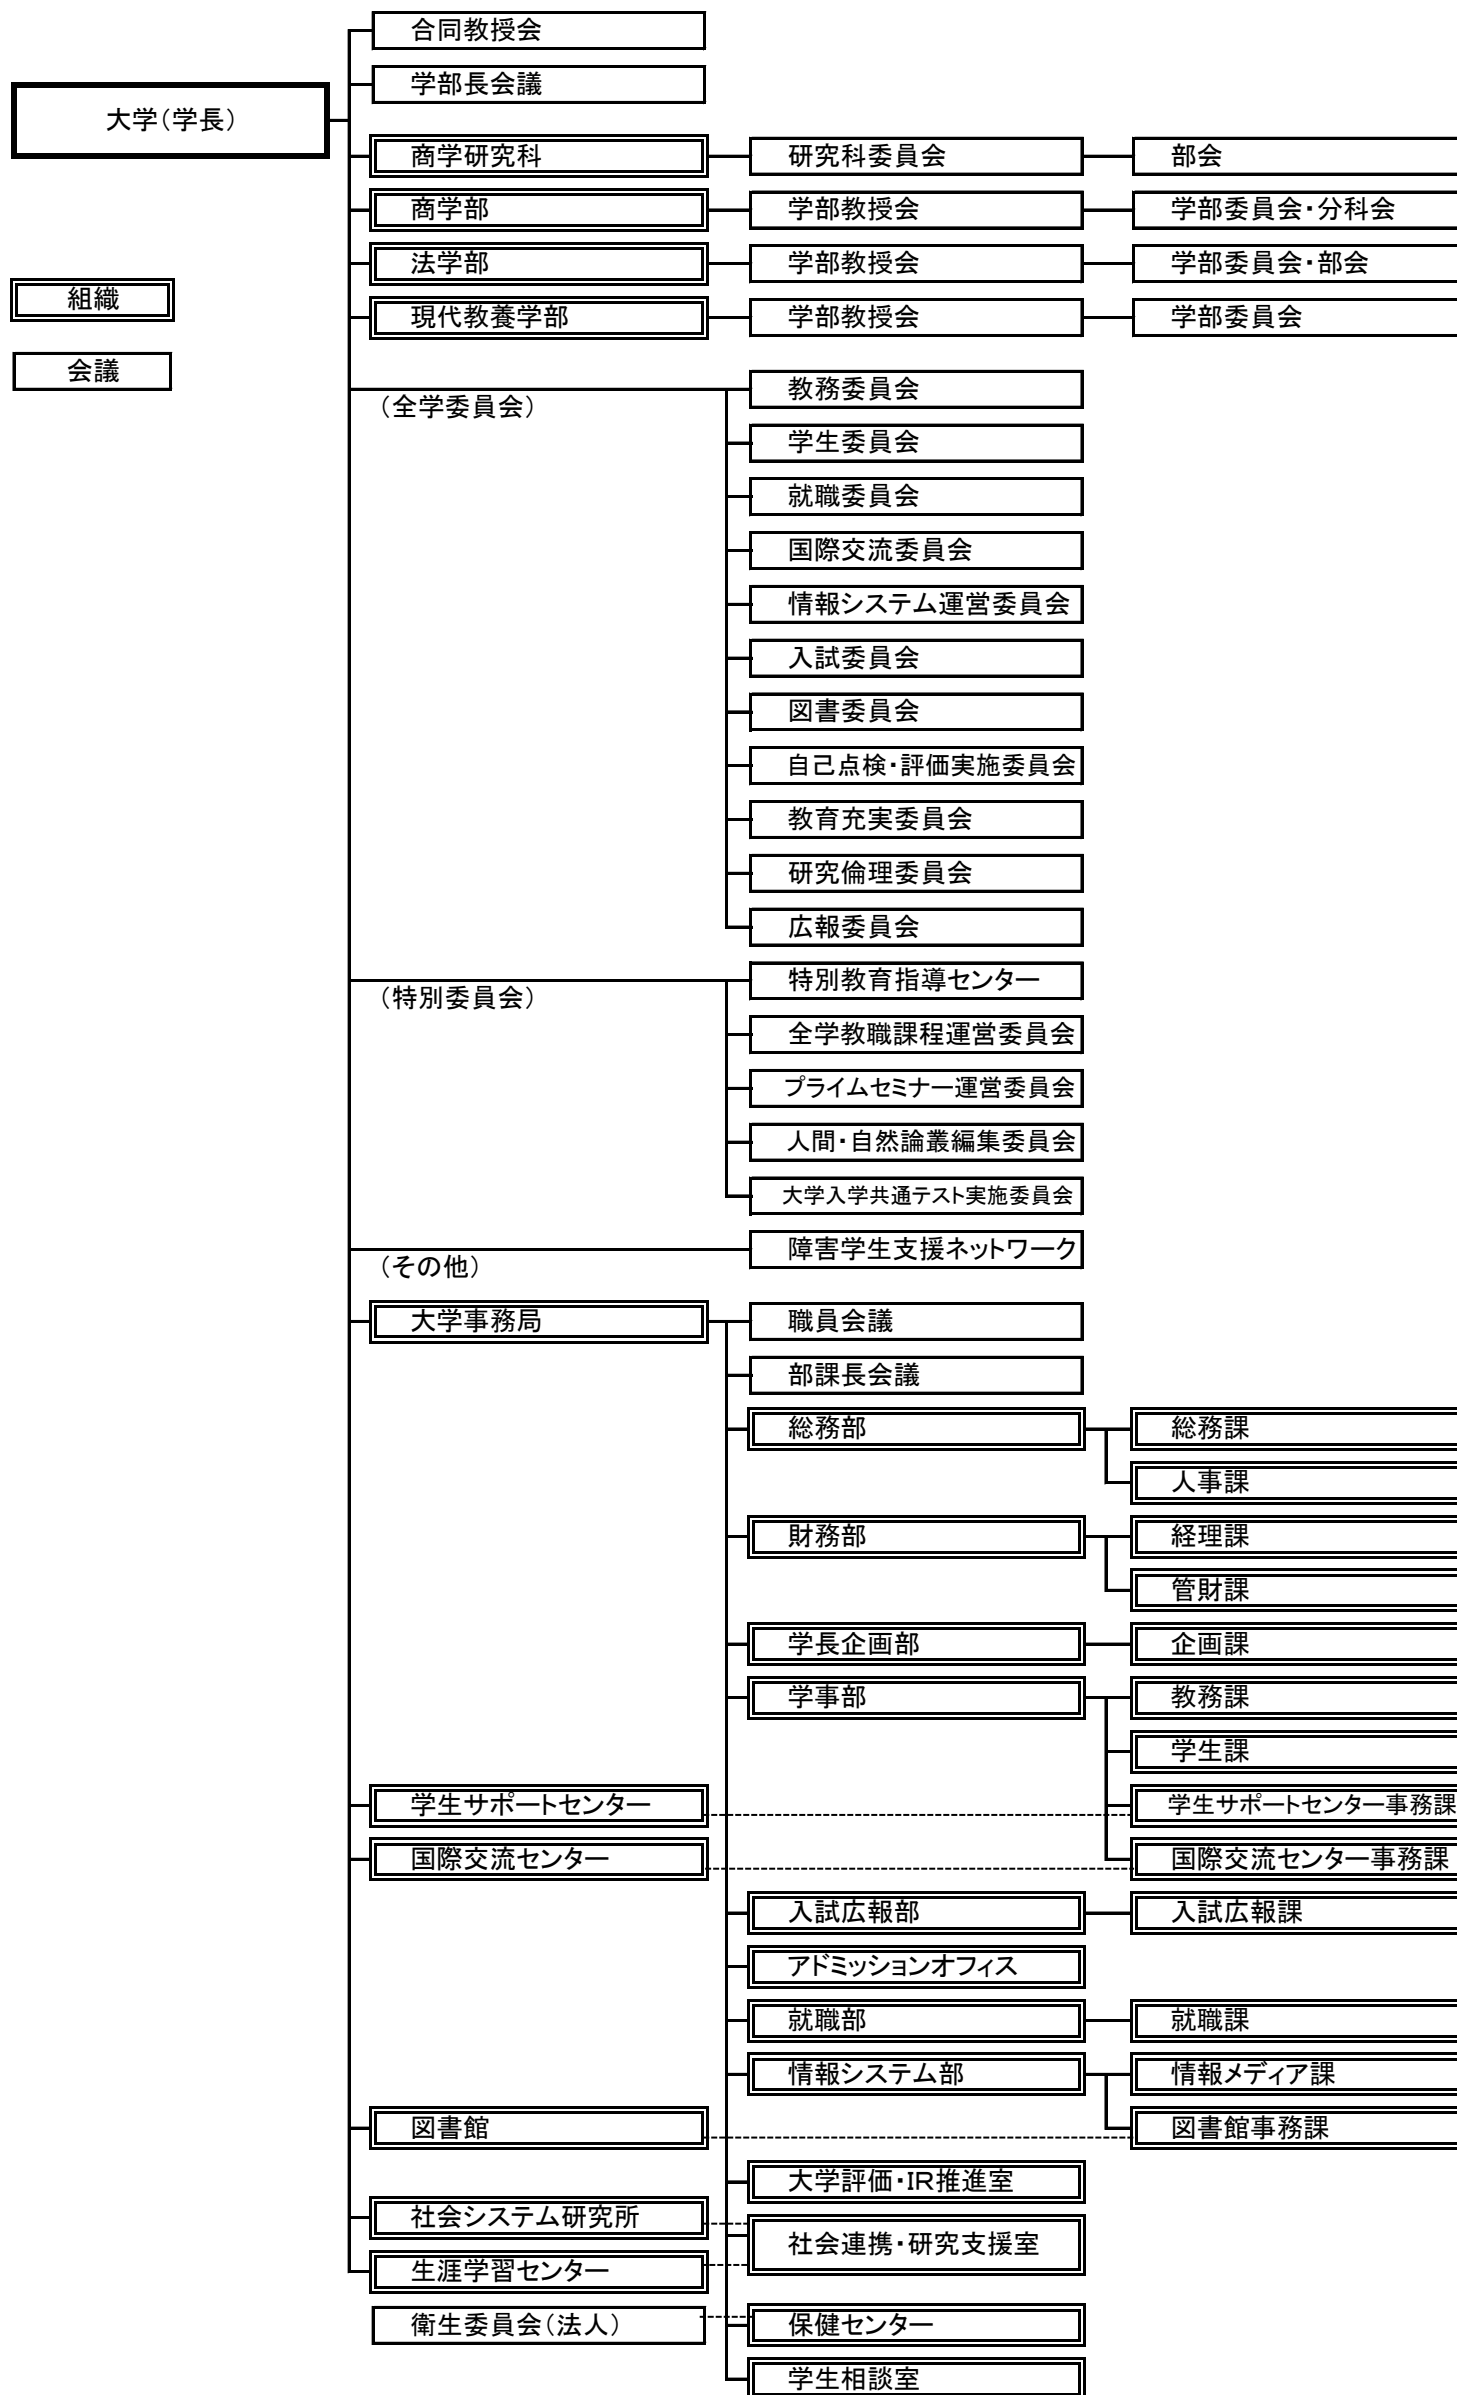 合同教授会
学部長会議
大学（学長）
商学研究科
研究科委員会
部会
商学部
学部教授会
学部委員会・分科会
法学部
学部教授会
学部委員会・部会
組織
現代教養学部
学部教授会
学部委員会
会議
（全学委員会）
教務委員会
学生委員会
就職委員会
国際交流委員会
情報システム運営委員会
入試委員会
図書委員会
自己点検・評価実施委員会
教育充実委員会
研究倫理委員会
広報委員会
（特別委員会）
特別教育指導センター
全学教職課程運営委員会
プライムセミナー運営委員会
人間・自然論叢編集委員会
大学入学共通テスト実施委員会
（その他）
障害学生支援ネットワーク
大学事務局
職員会議
部課長会議
総務部
総務課
人事課
財務部
経理課
管財課
学長企画部
企画課
学事部
教務課
学生課
学生サポートセンター
学生サポートセンター事務課
国際交流センター
国際交流センター事務課
入試広報部
入試広報課
アドミッションオフィス
就職部
就職課
情報システム部
情報メディア課
図書館
図書館事務課
大学評価・IR推進室
社会システム研究所
社会連携・研究支援室
生涯学習センター
衛生委員会（法人）
保健センター
学生相談室